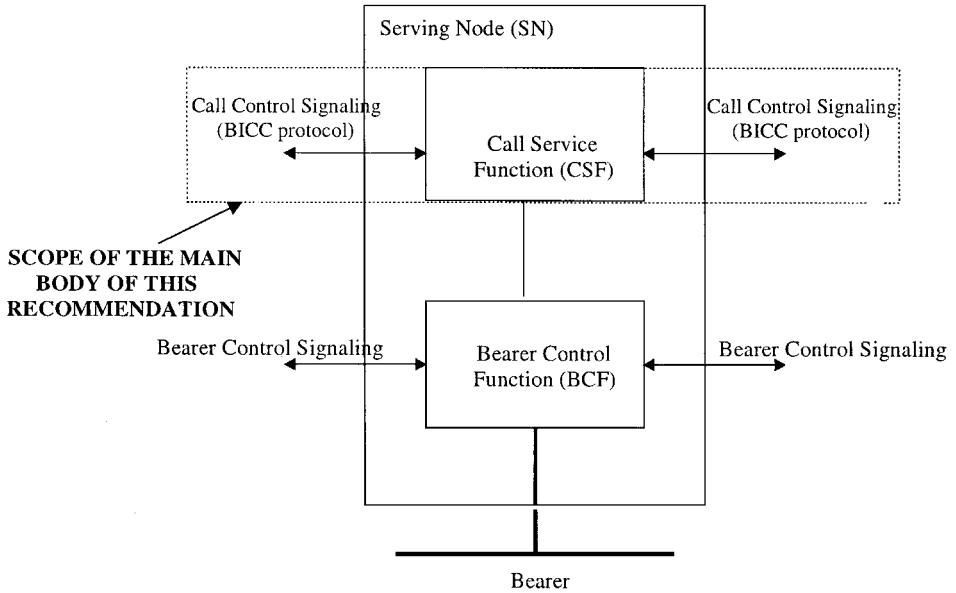 Serving Node (SN)
Call Control Signaling
(BICC protocol)
Call Service
Function (CSF)
Call Control Signaling
(BICC protocol)
SCOPE OF THE MAIN
BODY OF THIS
RECOMMENDATION
Bearer Control Signaling
Bearer Control
Function (BCF)
Bearer Control Signaling
Bearer